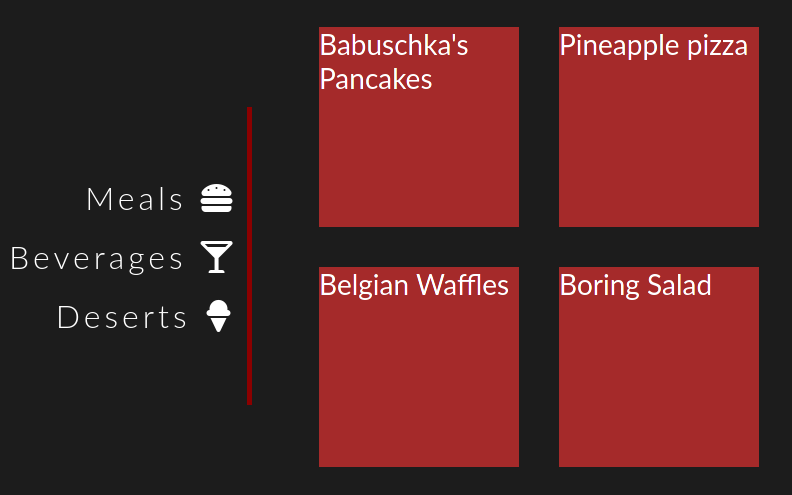 Meals
Beverages
Deserts
Babuschka's
Pancakes
Pineapple pizza
Belgian Waffles
Boring Salad